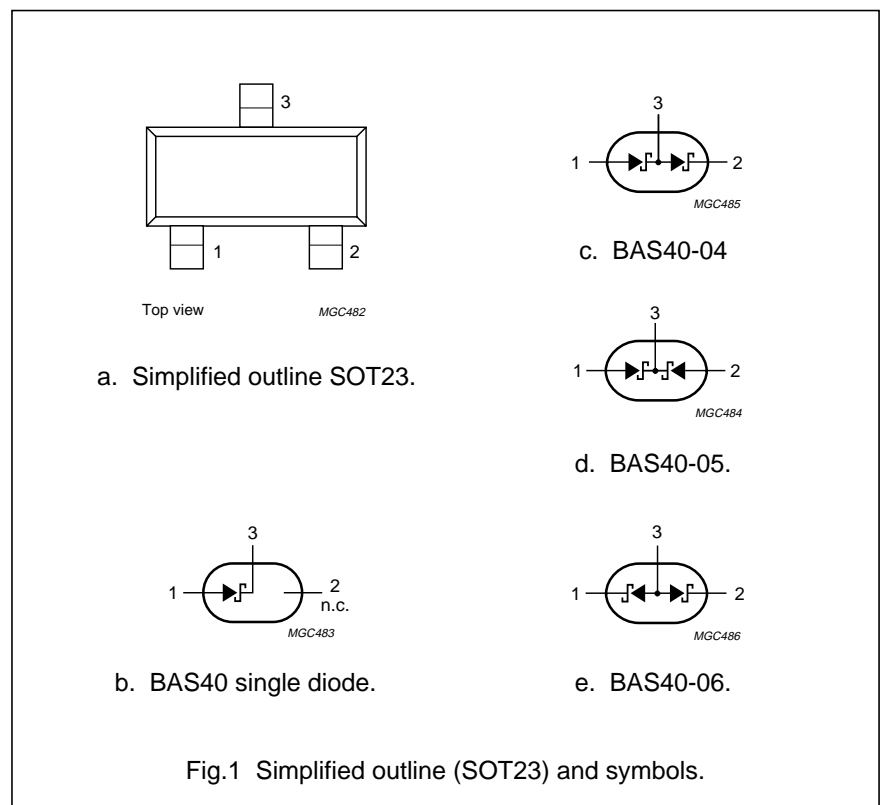 3
1
2
Top view
MGC482
a. Simplified outline SOT23.
3
1
2
n.c.
MGC483
b. BAS40 single diode.
3
1
2
MGC485
c. BAS40-04
3
1
2
MGC484
d. BAS40-05.
3
1
2
MGC486
e. BAS40-06.
Fig.1 Simplified outline (SOT23) and symbols.